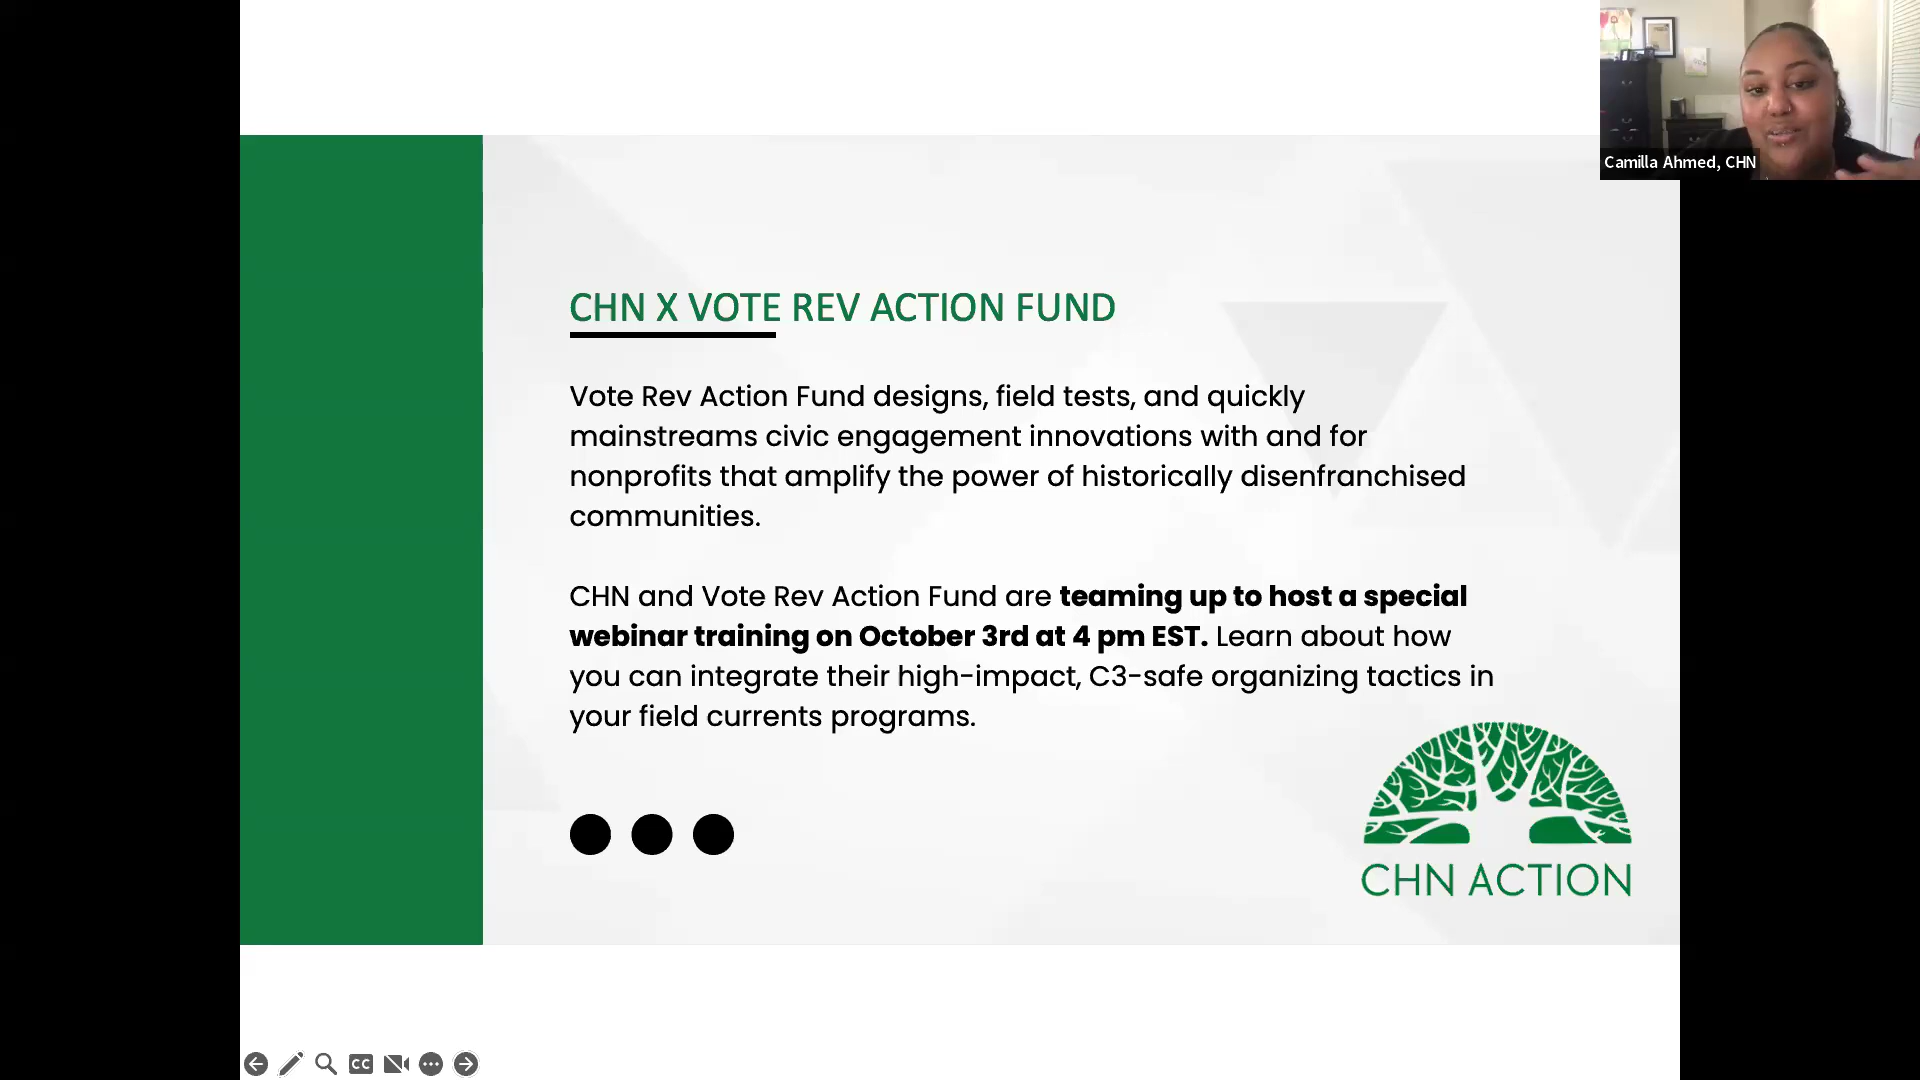 Camilla Ahmed, CHN
CHN X VOTE REV ACTION FUND
Vote Rev Action Fund designs, field tests, and quickly
mainstreams civic engagement innovations with and for
nonprofits that amplify the power of historically disenfranchised
communities.
CHN and Vote Rev Action Fund are teaming up to host a special
webinar training on October 3rd at 4 pm EST. Learn about how
you can integrate their high-impact, C3-safe organizing tactics in
your field currents programs.
CHN ACTION
CC